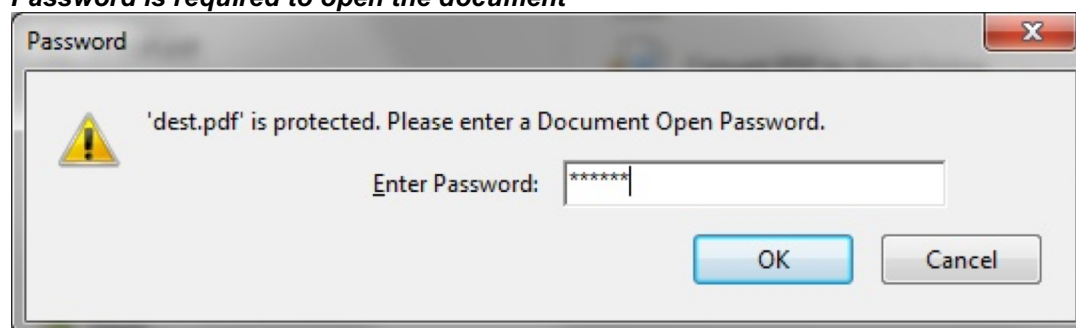 Password is required to open the document
Password
'dest.pdf' is protected. Please enter a Document Open Password.
Enter Password: ******
OK Cancel